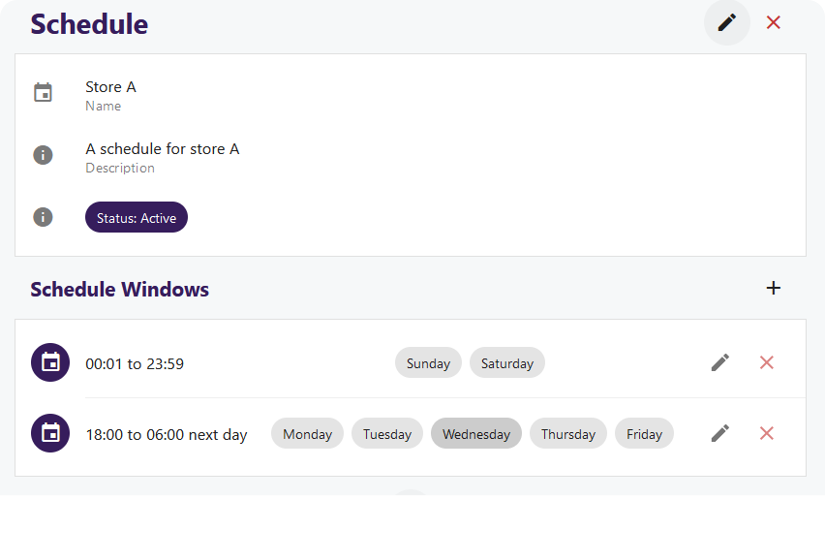 Schedule
Store A
Name
A schedule for store A
Description
Status: Active
Schedule Windows
00:01 to 23:59 Sunday Saturday
18:00 to 06:00 next day Monday Tuesday Wednesday Thursday Friday